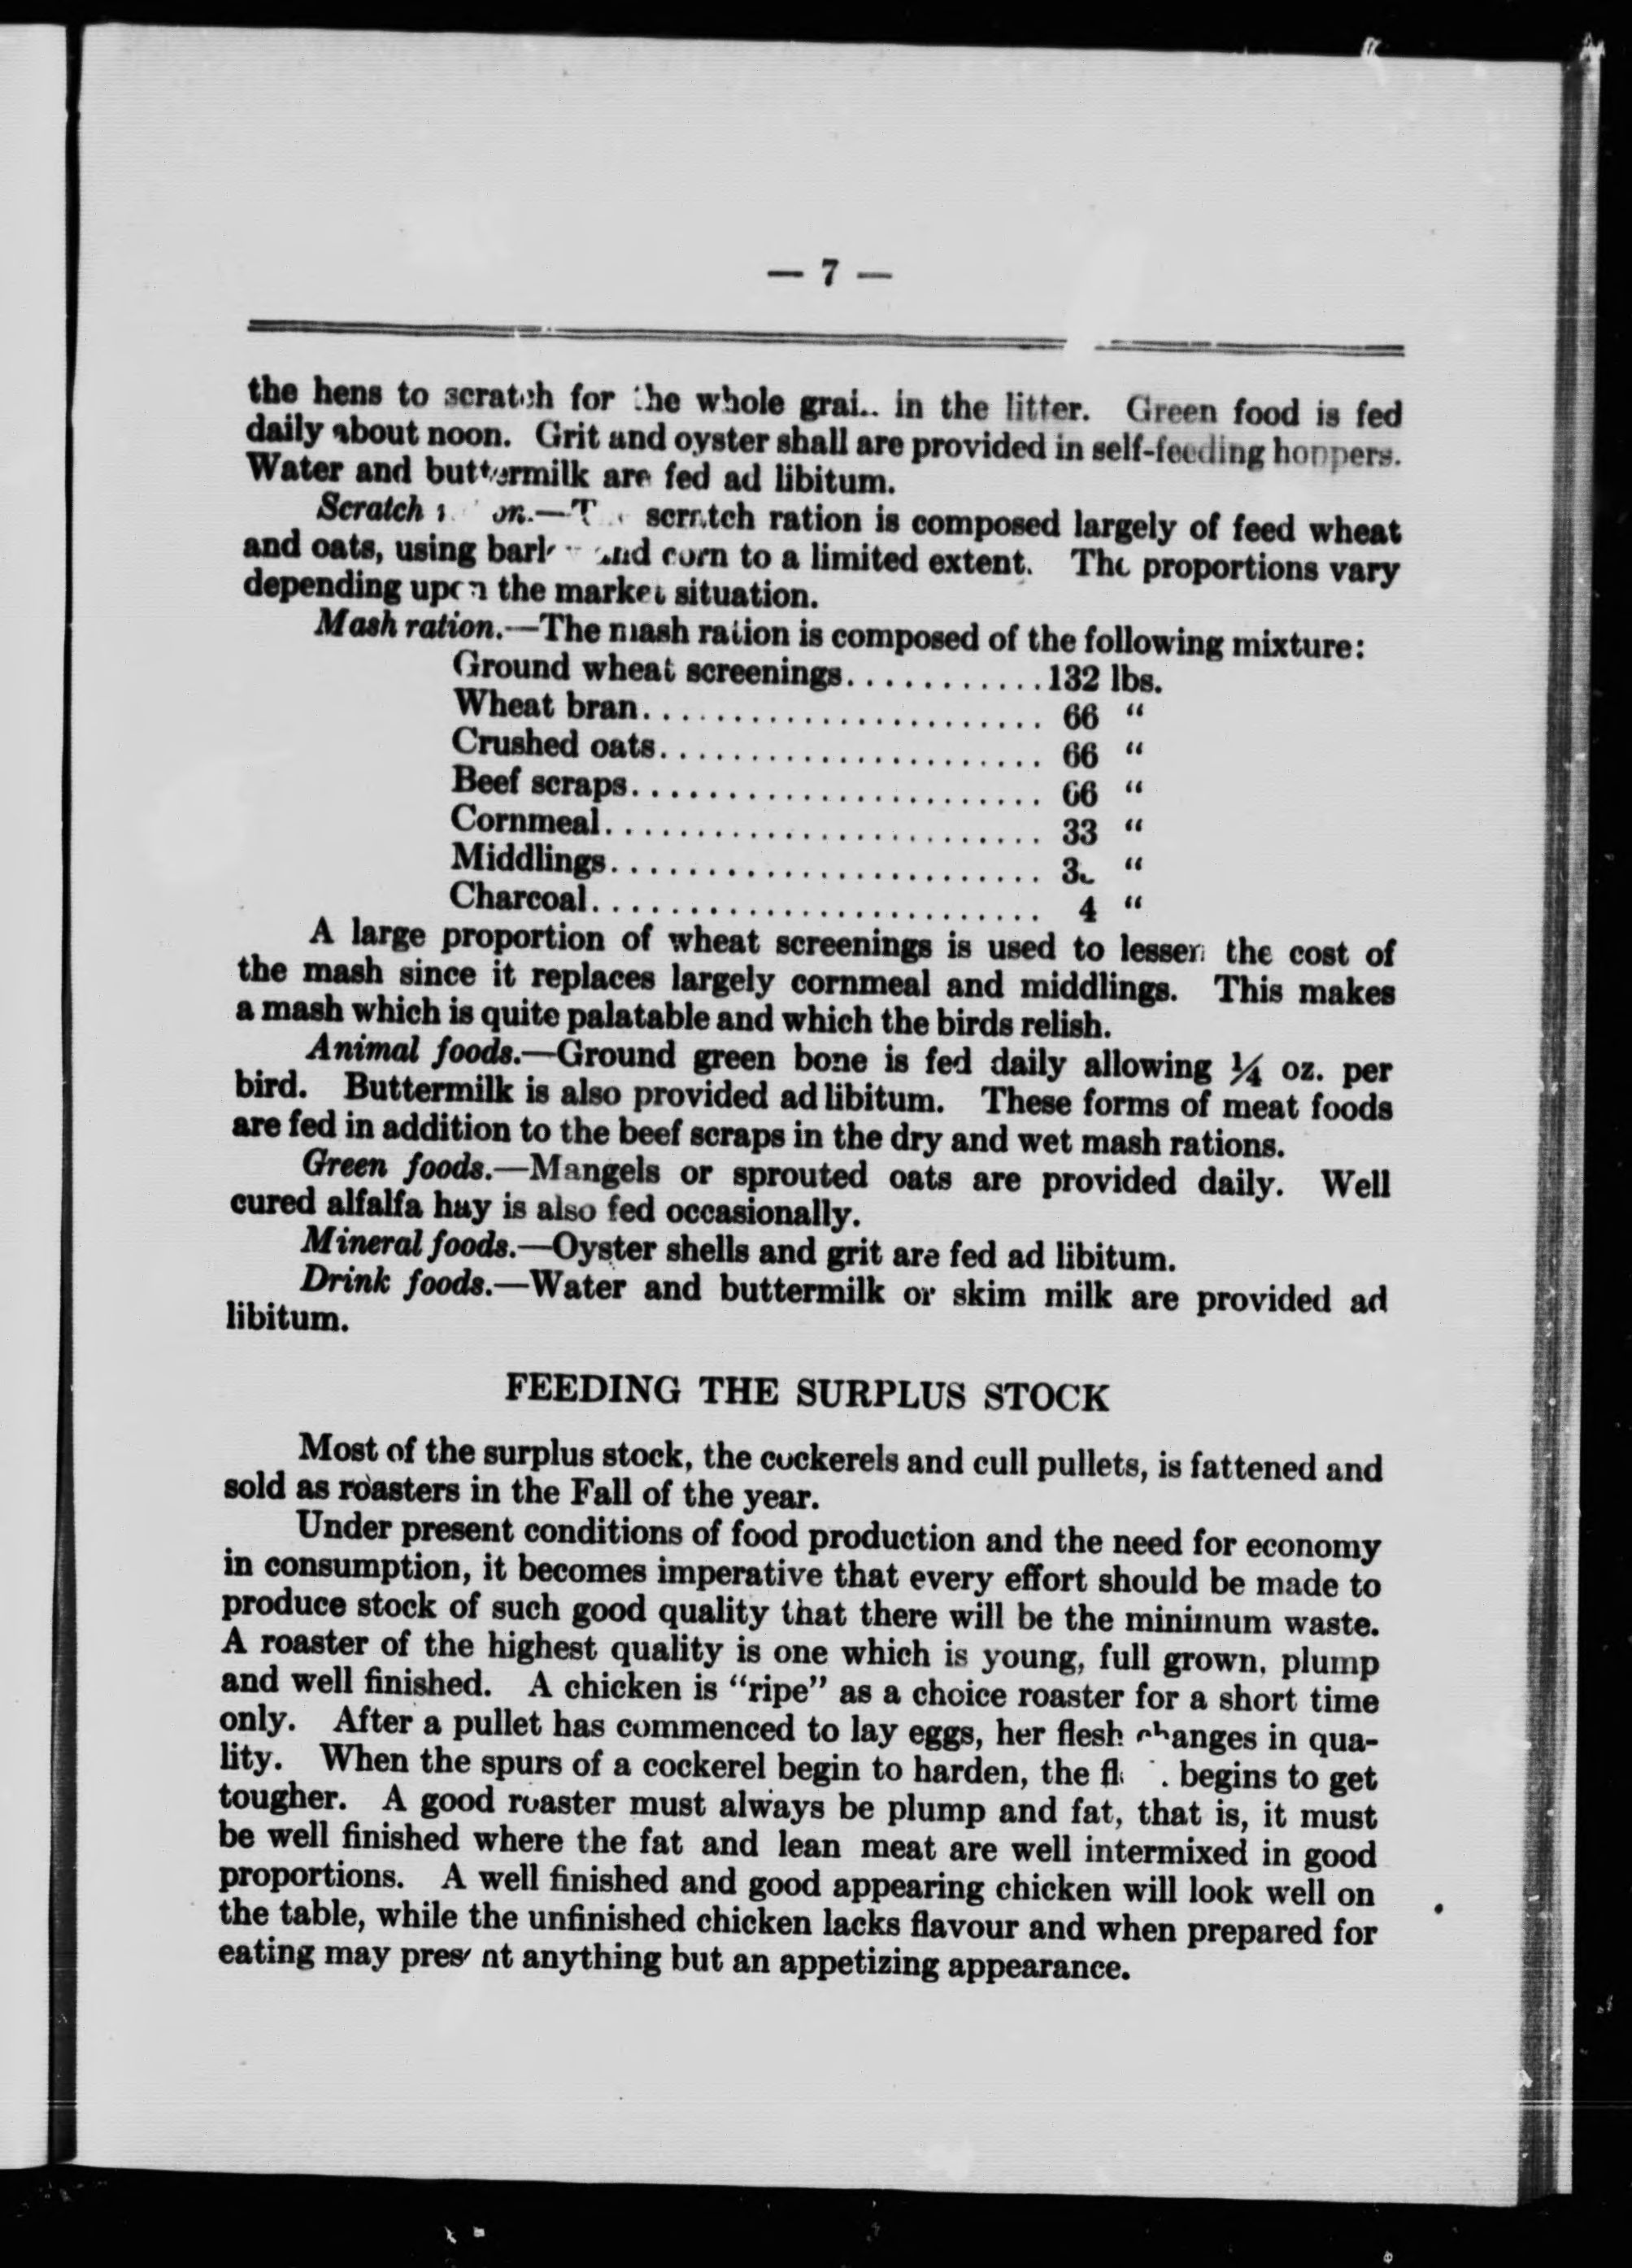 — 7 —
the hens to scratch for the whole grai.. in the litter. Green food is fed
daily about noon. Grit and oyster shall are provided in self-feeding hoppers.
Water and buttermilk are fed ad libitum.
Scratch scratch ration is composed largely of feed wheat
and oats, using and corn to a limited extent. The proportions vary
depending upon the market situation.
Mash ration.—The mash ration is composed of the following mixture:
Ground wheat screenings...........132 lbs.
Wheat bran....................... 66 "
Crushed oats...................... 66 "
Beef scraps....................... 66 "
Cornmeal......................... 33 "
Middlings......................... "
Charcoal.......................... 4 "
A large proportion of wheat screenings is used to lessen the cost of
the mash since it replaces largely cornmeal and middlings. This makes
a mash which is quite palatable and which the birds relish.
Animal foods.—Ground green bone is fed daily allowing ¼ oz. per
bird. Buttermilk is also provided ad libitum. These forms of meat foods
are fed in addition to the beef scraps in the dry and wet mash rations.
Green foods.—Mangels or sprouted oats are provided daily. Well
cured alfalfa hay is also fed occasionally.
Mineral foods.—Oyster shells and grit are fed ad libitum.
Drink foods.—Water and buttermilk or skim milk are provided ad
libitum.
FEEDING THE SURPLUS STOCK
Most of the surplus stock, the cockerels and cull pullets, is fattened and
sold as roasters in the Fall of the year.
Under present conditions of food production and the need for economy
in consumption, it becomes imperative that every effort should be made to
produce stock of such good quality that there will be the minimum waste.
A roaster of the highest quality is one which is young, full grown, plump
and well finished. A chicken is "ripe" as a choice roaster for a short time
only. After a pullet has commenced to lay eggs, her flesh changes in qua-
lity. When the spurs of a cockerel begin to harden, the begins to get
tougher. A good roaster must always be plump and fat, that is, it must
be well finished where the fat and lean meat are well intermixed in good
proportions. A well finished and good appearing chicken will look well on
the table, while the unfinished chicken lacks flavour and when prepared for
eating may present anything but an appetizing appearance.